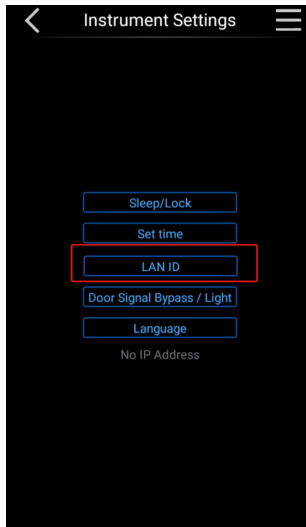 Instrument Settings
Sleep/Lock
Set time
LAN ID
Door Signal Bypass / Light
Language
No IP Address